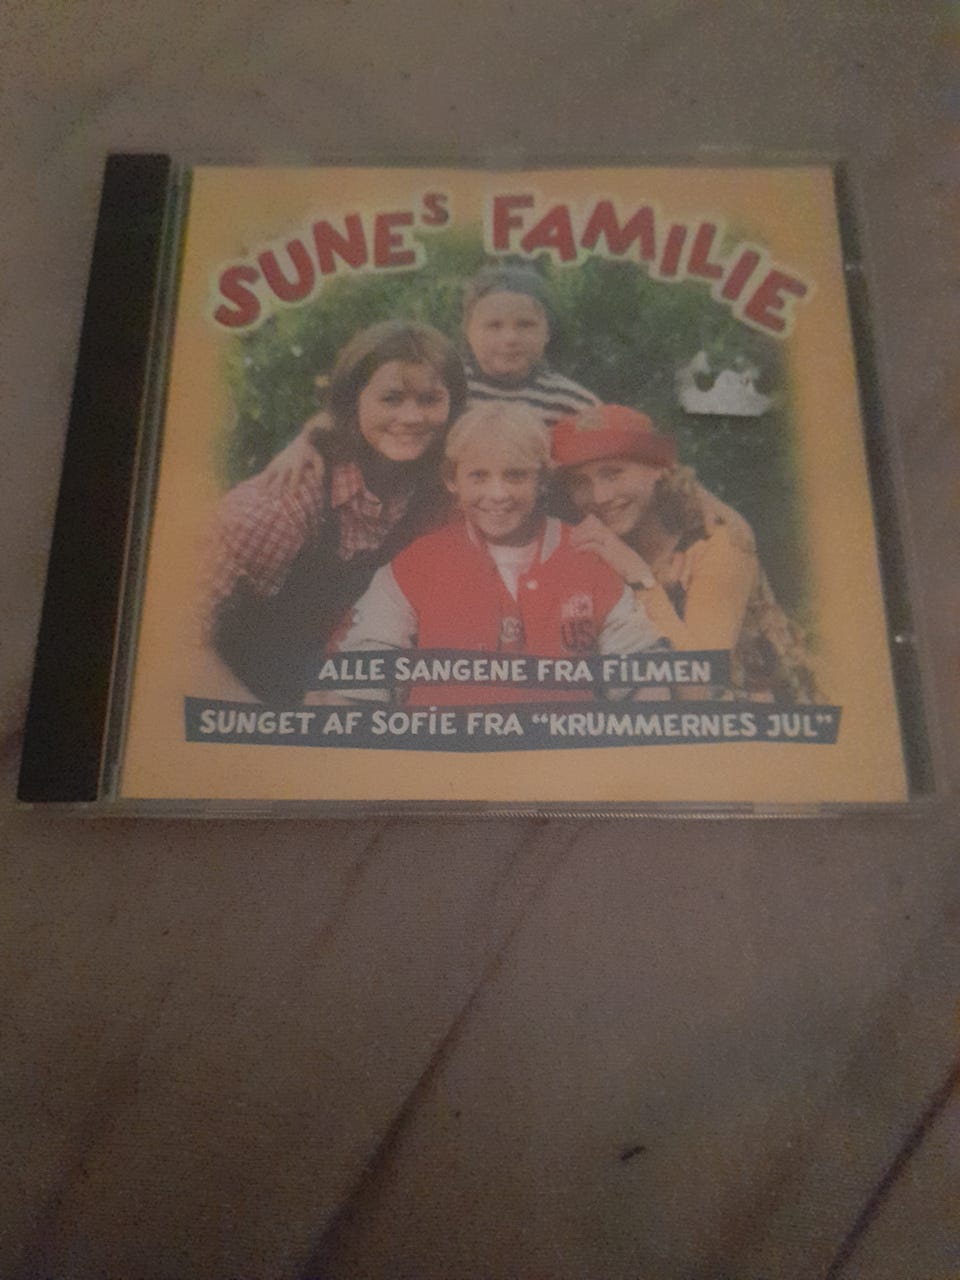 SUNES FAMILIE
ALLE SANGENE FRA FILMEN
SUNGET AF SOFIE FRA "KRUMMERNES JUL"